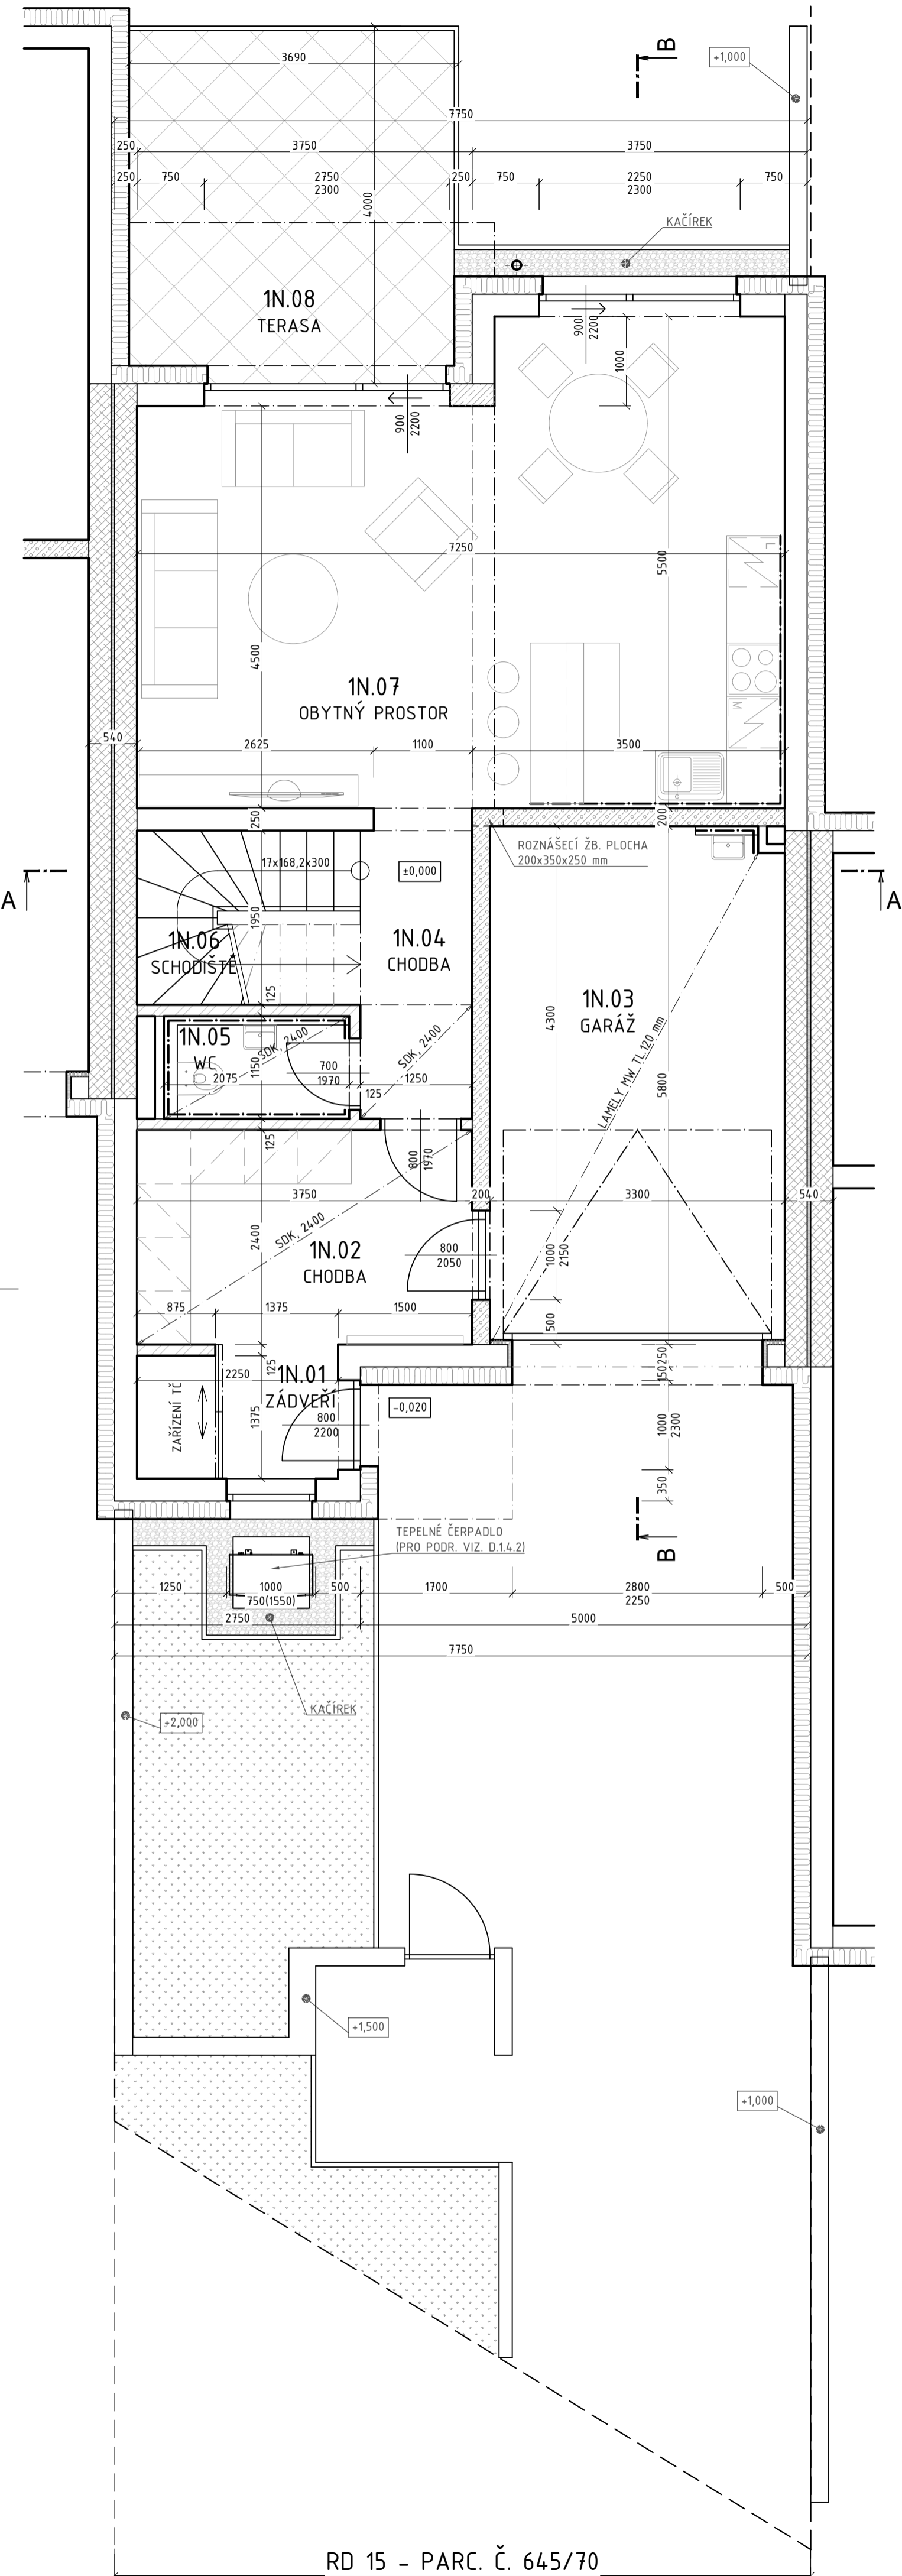 B
+1,000
3690
7750
250
3750
3750
250
750
2750
2300
250
750
2250
2300
750
4000
KAČÍREK
1N.08
TERASA
900
2200
1000
900
2200
7250
5500
L
4500
1N.07
OBYTNÝ PROSTOR
M
540
2625
1100
3500
250
200
ROZNÁŠECÍ ŽB. PLOCHA
200x350x250 mm
17x168,2x300
±0,000
A
A
1950
1N.06
SCHODIŠTĚ
1N.04
CHODBA
1N.03
GARÁŽ
125
4300
1N.05
WC
SDK, 2400
SDK, 2400
LAMELY MW TL.120 mm
2075
1150
700
1970
1250
125
5800
125
800
1970
3750
200
3300
540
SDK, 2400
2400
1N.02
CHODBA
800
2050
1000
2150
875
1375
1500
500
125
1N.01
ZÁDVEŘÍ
2250
250
150
ZAŘÍZENÍ TČ
1375
800
2200
-0,020
1000
2300
350
TEPELNÉ ČERPADLO
(PRO PODR. VIZ. D.1.4.2)
B
1250
1000
750(1550)
500
1700
2800
2250
500
2750
5000
7750
KAČÍREK
+2,000
+1,500
+1,000
RD 15 - PARC. Č. 645/70